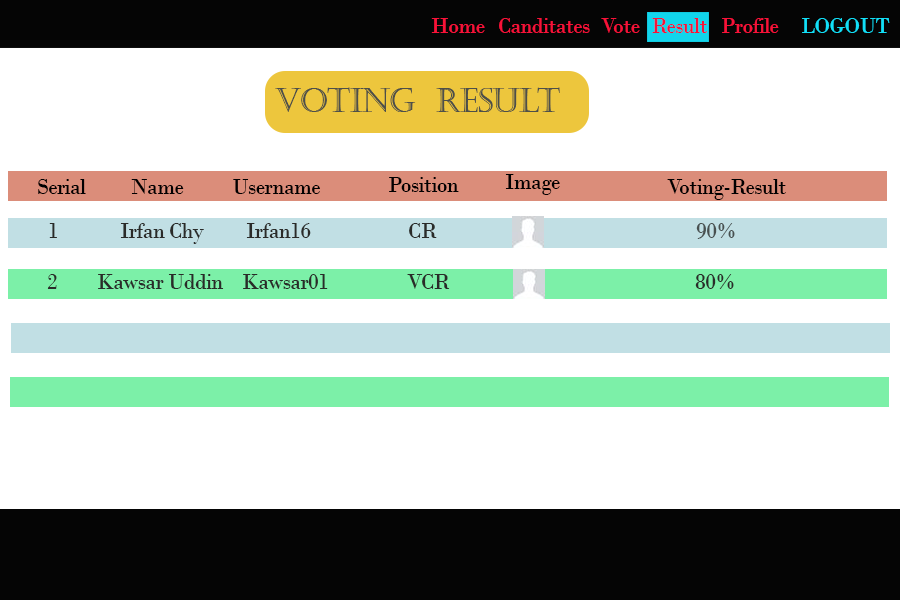 Home Canditates Vote Result Profile LOGOUT
VOTING RESULT
Serial Name Username Position Image Voting-Result
1 Irfan Chy Irfan16 CR 90%
2 Kawsar Uddin Kawsar01 VCR 80%